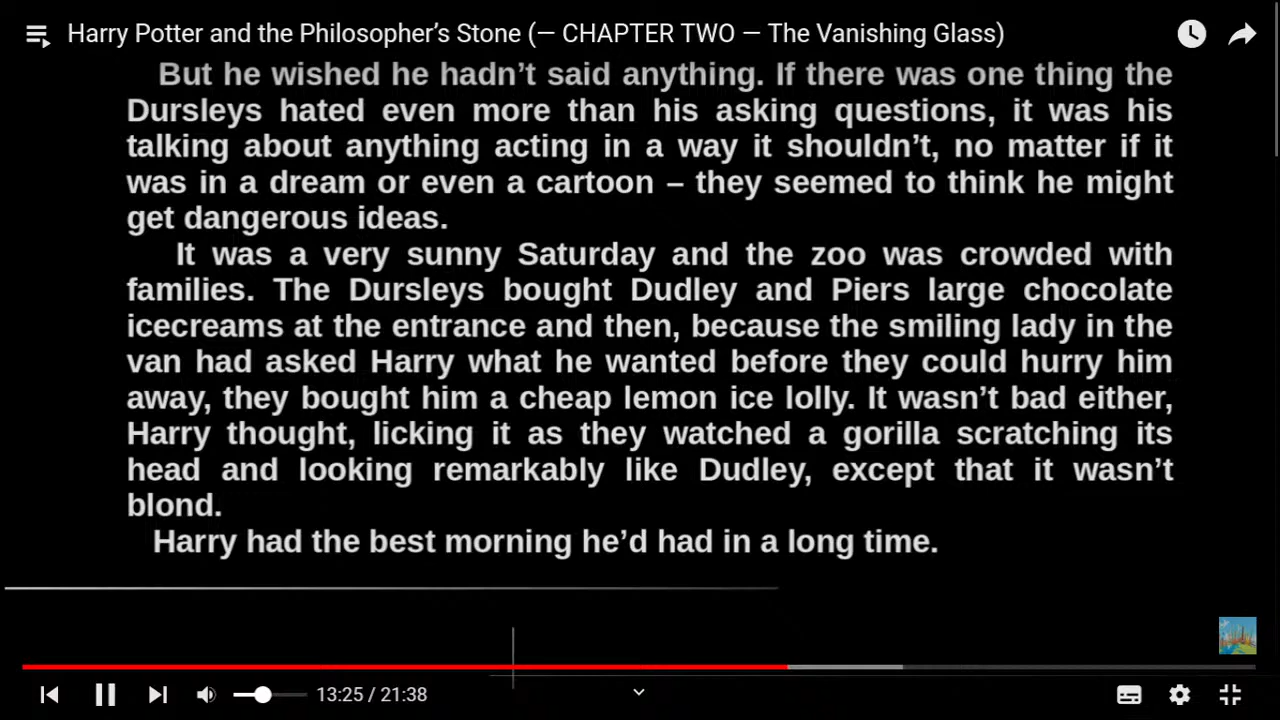 Harry Potter and the Philosopher’s Stone (— CHAPTER TWO — The Vanishing Glass)
But he wished he hadn’t said anything. If there was one thing the
Dursleys hated even more than his asking questions, it was his
talking about anything acting in a way it shouldn’t, no matter if it
was in a dream or even a cartoon – they seemed to think he might
get dangerous ideas.
It was a very sunny Saturday and the zoo was crowded with
families. The Dursleys bought Dudley and Piers large chocolate
icecreams at the entrance and then, because the smiling lady in the
van had asked Harry what he wanted before they could hurry him
away, they bought him a cheap lemon ice lolly. It wasn’t bad either,
Harry thought, licking it as they watched a gorilla scratching its
head and looking remarkably like Dudley, except that it wasn’t
blond.
Harry had the best morning he’d had in a long time.
13:25 / 21:38